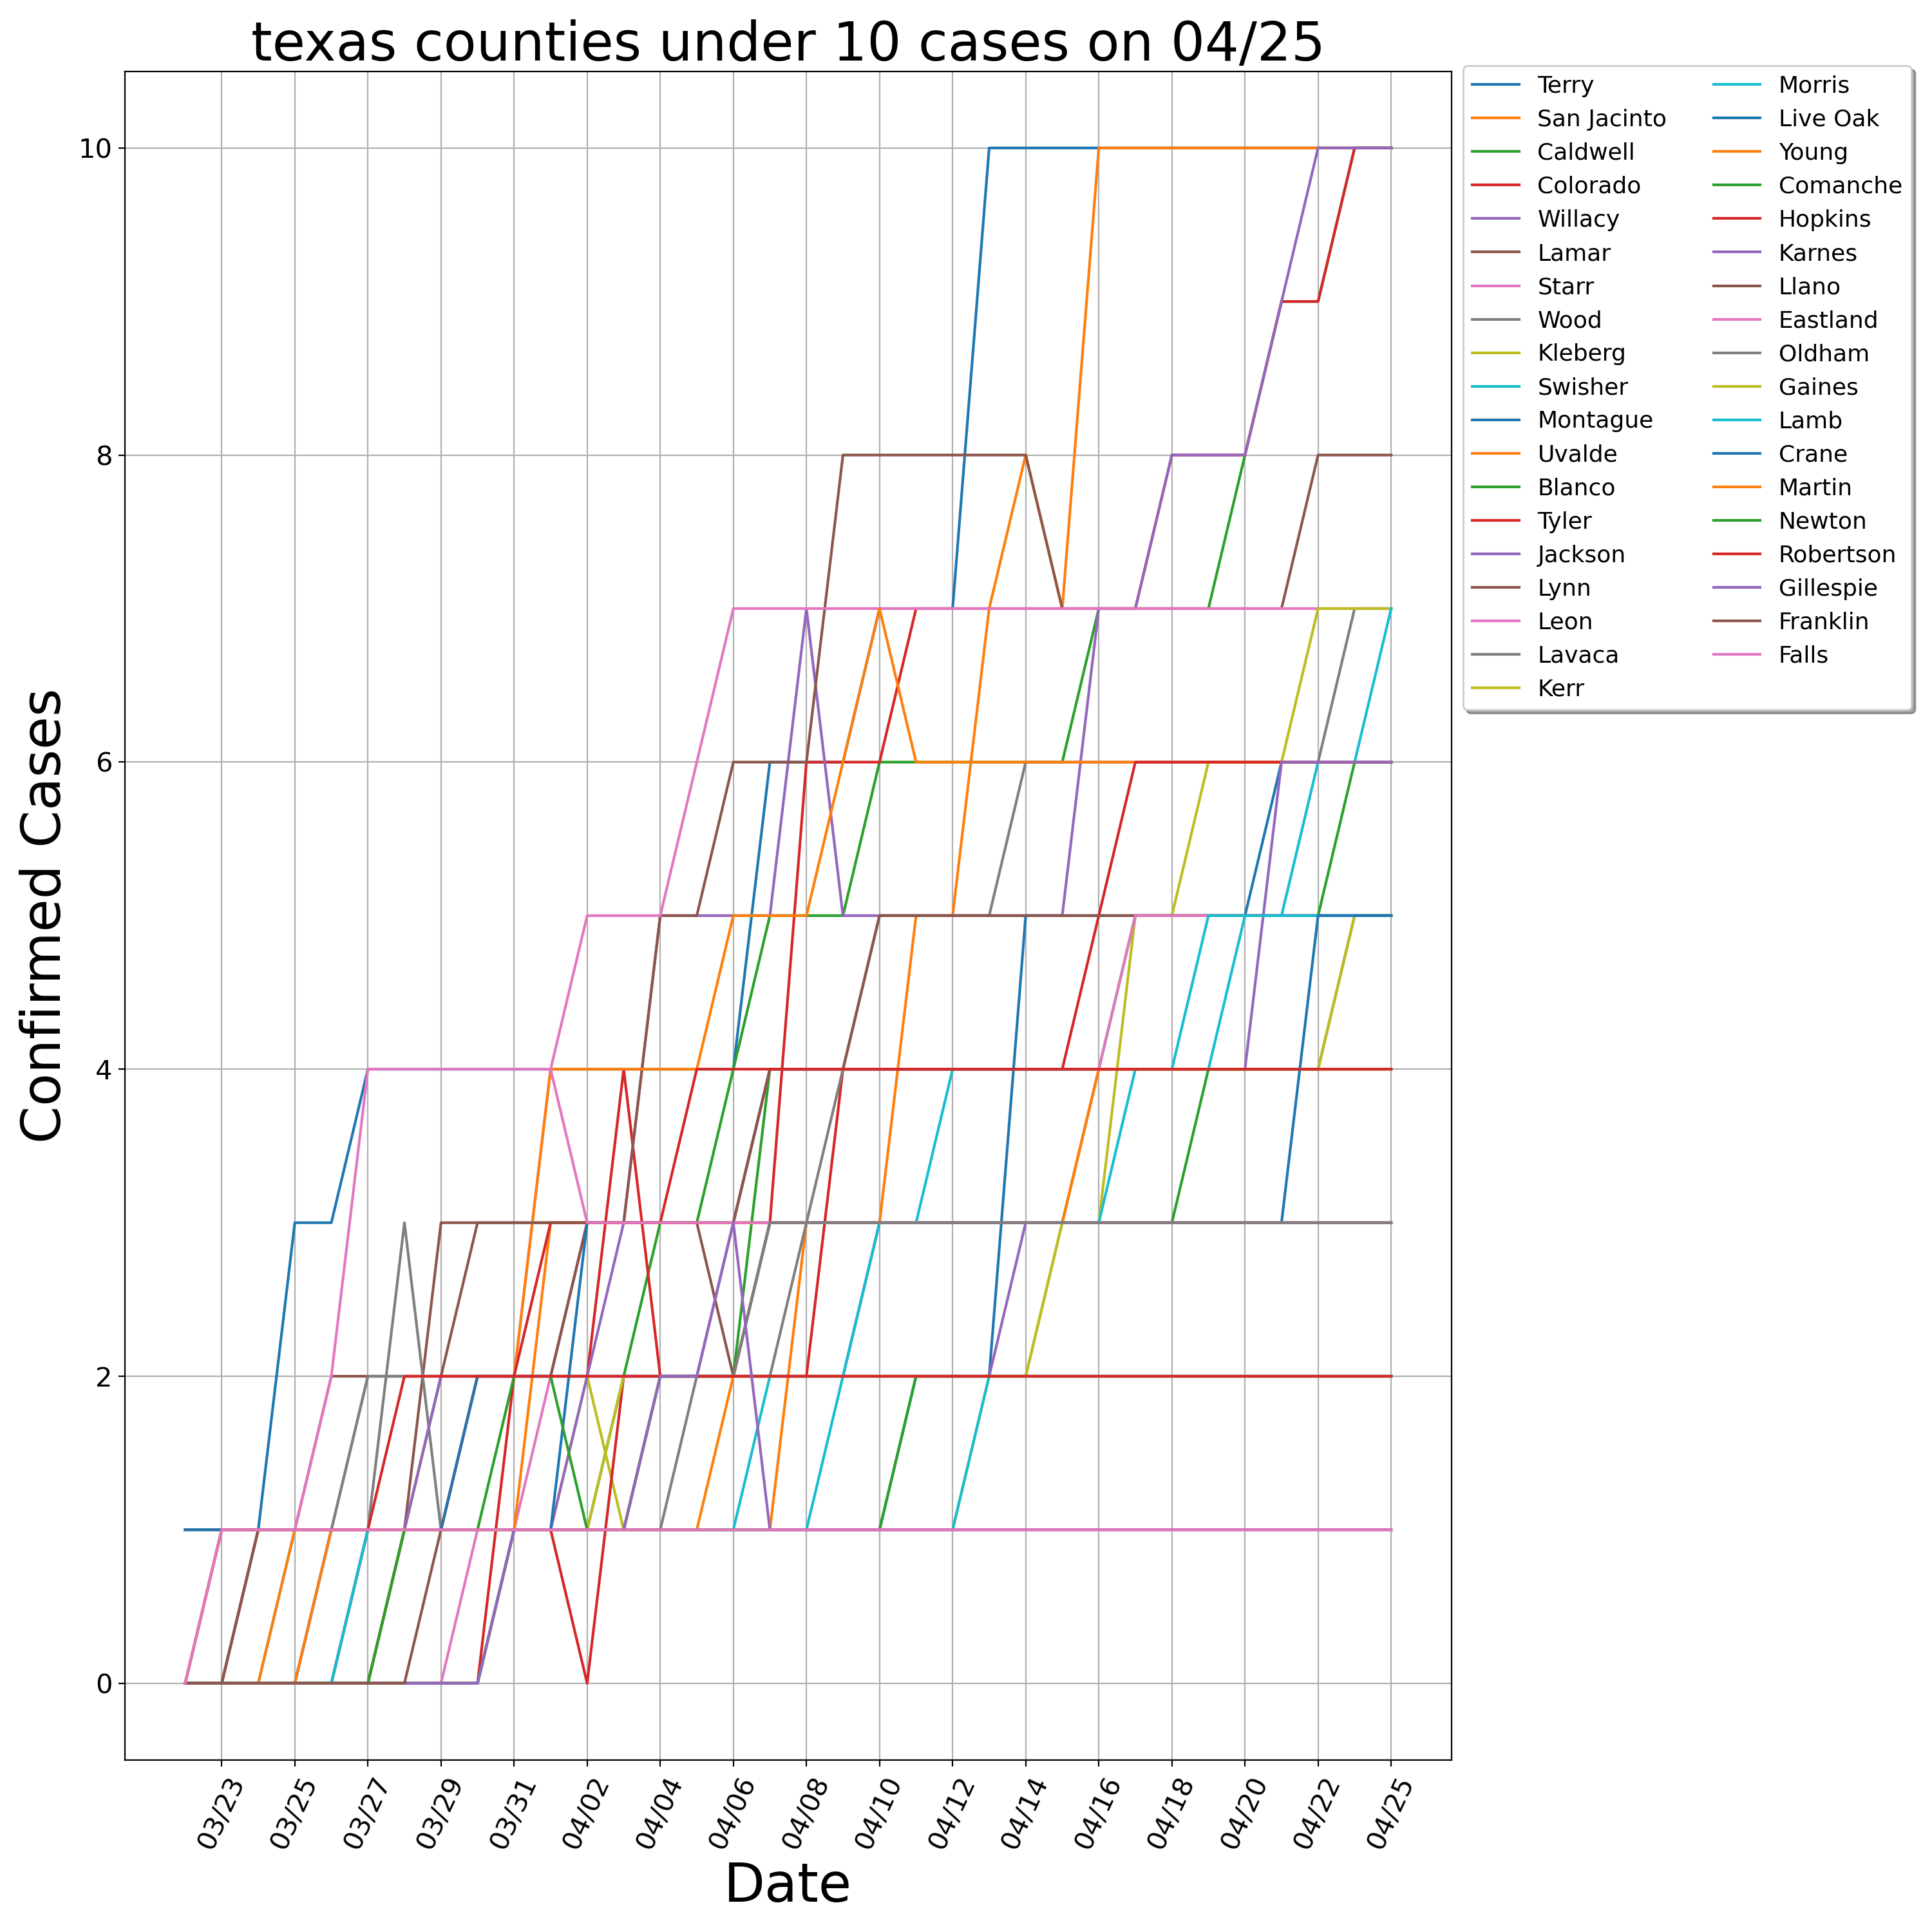 texas counties under 10 cases on 04/25
Confirmed Cases
10
8
6
4
2
0
03/23
03/25
03/27
03/29
03/31
04/02
04/04
04/06
04/08
04/10
04/12
04/14
04/16
04/18
04/20
04/22
04/25
Date
Terry
San Jacinto
Caldwell
Colorado
Willacy
Lamar
Starr
Wood
Kleberg
Swisher
Montague
Uvalde
Blanco
Tyler
Jackson
Lynn
Leon
Lavaca
Kerr
Morris
Live Oak
Young
Comanche
Hopkins
Karnes
Llano
Eastland
Oldham
Gaines
Lamb
Crane
Martin
Newton
Robertson
Gillespie
Franklin
Falls